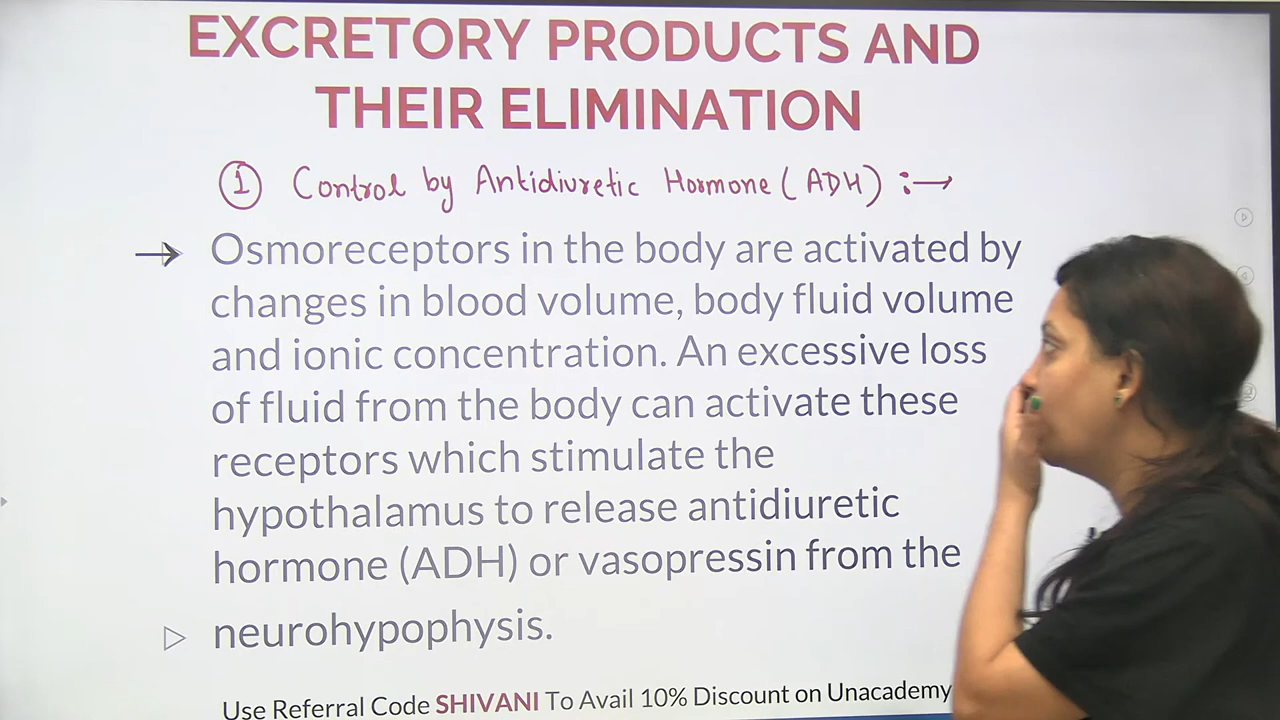 EXCRETORY PRODUCTS AND
THEIR ELIMINATION
① Control by Antidiuretic Hormone (ADH) :→
→ Osmoreceptors in the body are activated by
changes in blood volume, body fluid volume
and ionic concentration. An excessive loss
of fluid from the body can activate these
receptors which stimulate the
hypothalamus to release antidiuretic
hormone (ADH) or vasopressin from the
neurohypophysis.
Use Referral Code SHIVANI To Avail 10% Discount on Unacademy